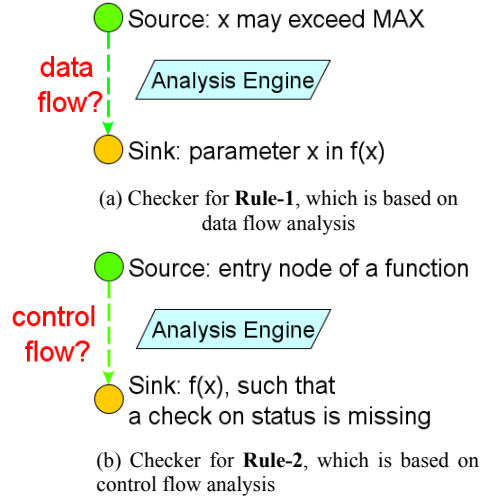 Source: x may exceed MAX
data
flow?
Analysis Engine
Sink: parameter x in f(x)
(a) Checker for Rule-1, which is based on
data flow analysis
Source: entry node of a function
control
flow?
Analysis Engine
Sink: f(x), such that
a check on status is missing
(b) Checker for Rule-2, which is based on
control flow analysis